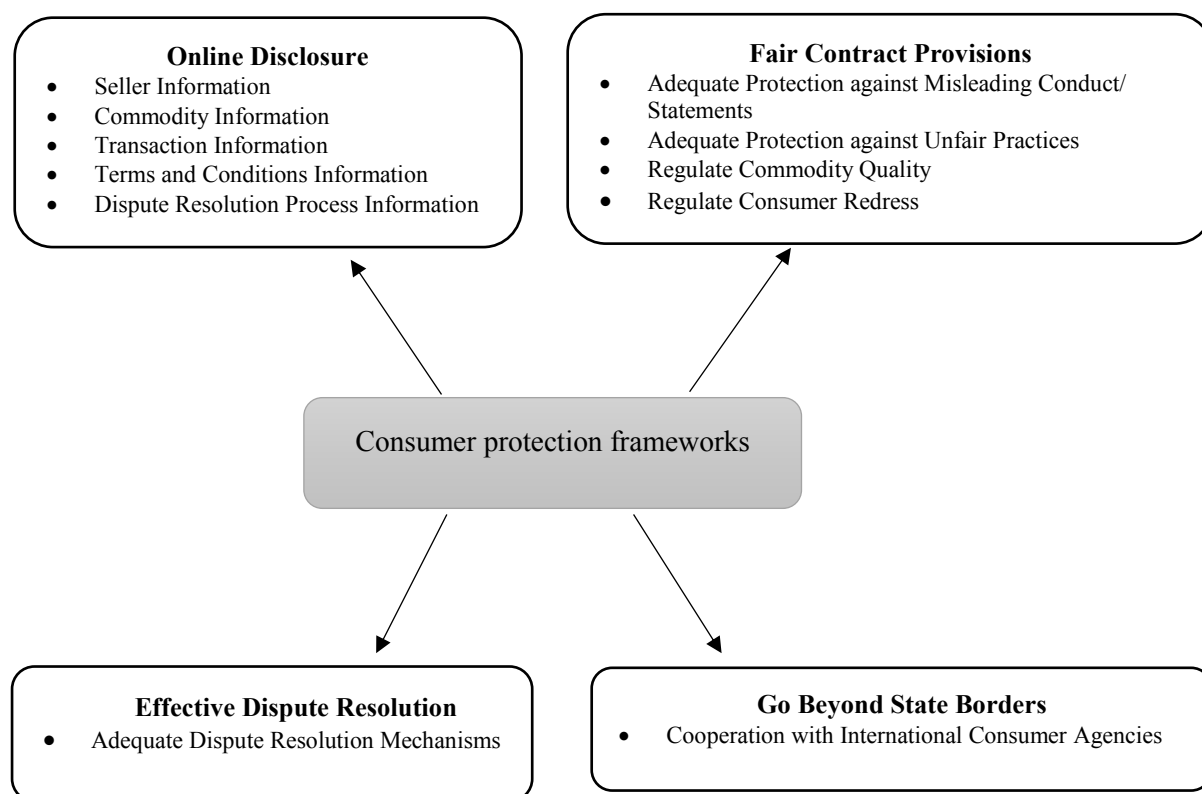 Online Disclosure
• Seller Information
• Commodity Information
• Transaction Information
• Terms and Conditions Information
• Dispute Resolution Process Information
Fair Contract Provisions
• Adequate Protection against Misleading Conduct/
Statements
• Adequate Protection against Unfair Practices
• Regulate Commodity Quality
• Regulate Consumer Redress
Consumer protection frameworks
Effective Dispute Resolution
• Adequate Dispute Resolution Mechanisms
Go Beyond State Borders
• Cooperation with International Consumer Agencies